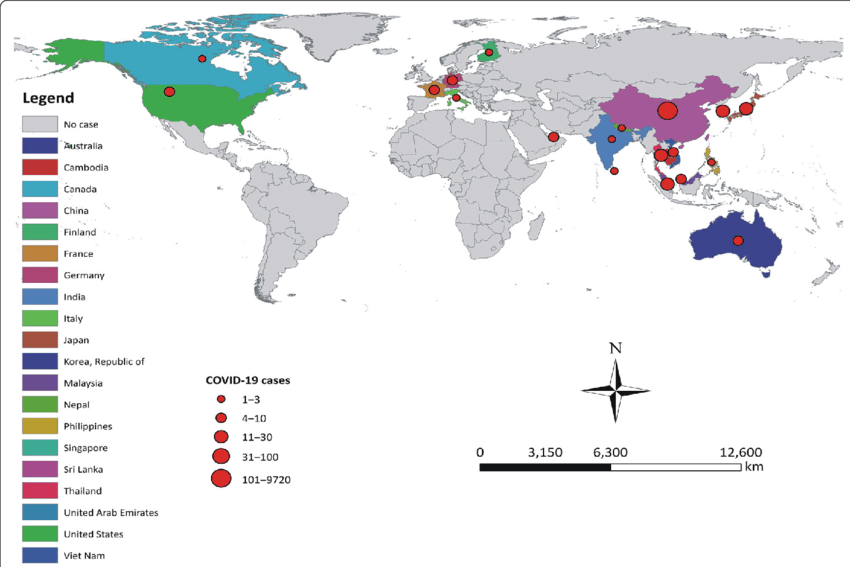 Legend
No case
Australia
Cambodia
Canada
China
Finland
France
Germany
India
Italy
Japan
Korea, Republic of
Malaysia
Nepal
Philippines
Singapore
Sri Lanka
Thailand
United Arab Emirates
United States
Viet Nam
COVID-19 cases
1–3
4–10
11–30
31–100
101–9720
N
0 3,150 6,300 12,600
km